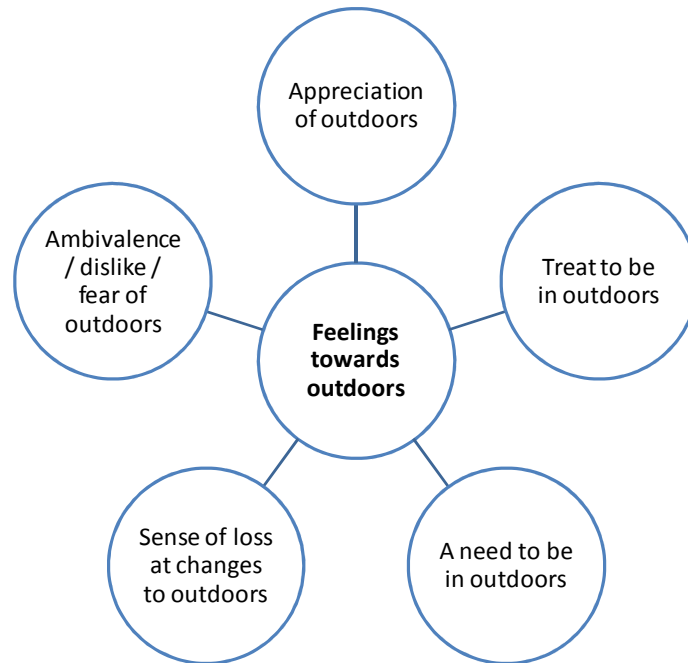 Appreciation
of outdoors
Ambivalence
/ dislike /
fear of
outdoors
Treat to be
in outdoors
Feelings
towards
outdoors
Sense of loss
at changes
to outdoors
A need to be
in outdoors